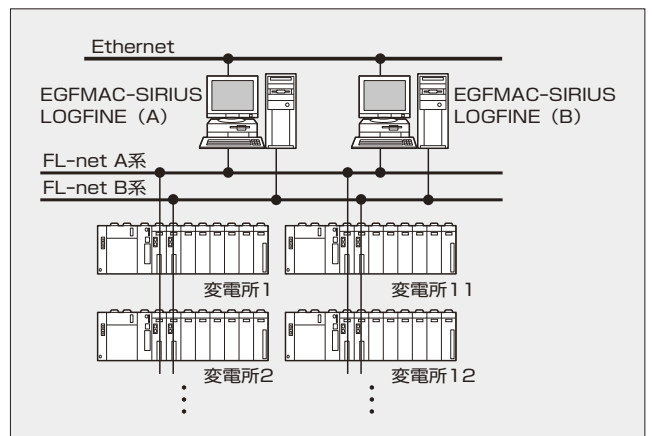 Ethernet
EGFMAC-SIRIUS
LOGFINE（A）
EGFMAC-SIRIUS
LOGFINE（B）
FL-net A系
FL-net B系
変電所1
変電所11
変電所2
変電所12